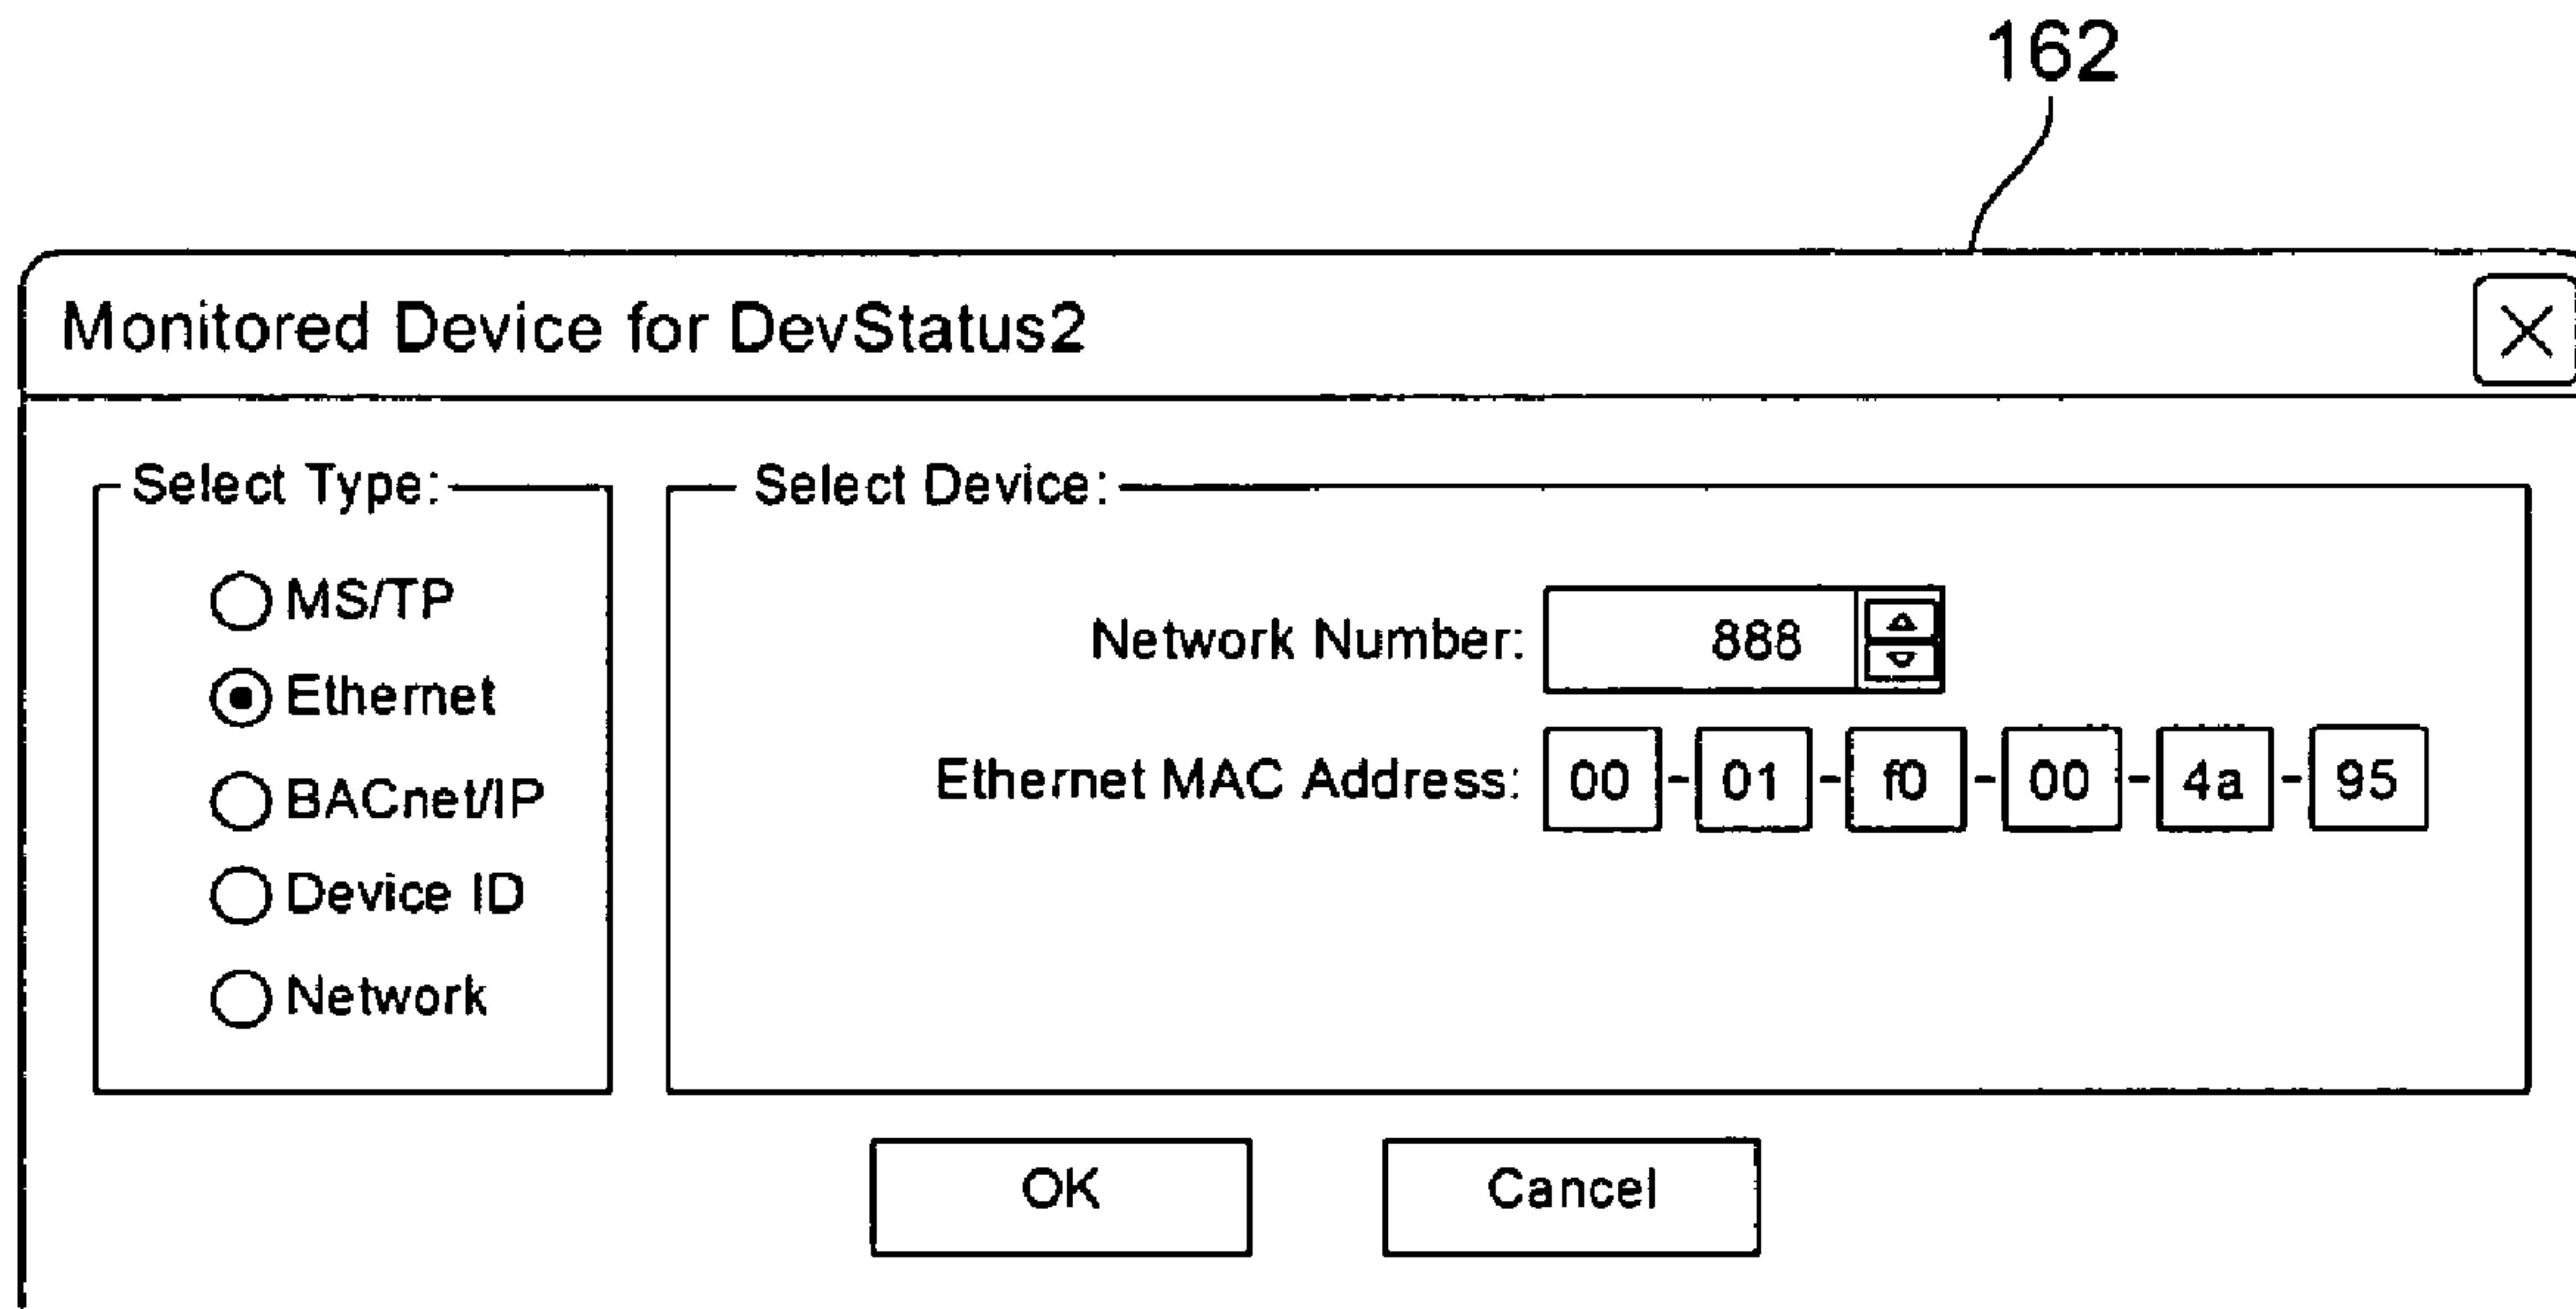 162
Monitored Device for DevStatus2
Select Type:
MS/TP
Ethernet
BACnet/IP
Device ID
Network
Select Device:
Network Number: 888
Ethernet MAC Address: 00 - 01 - f0 - 00 - 4a - 95
OK
Cancel